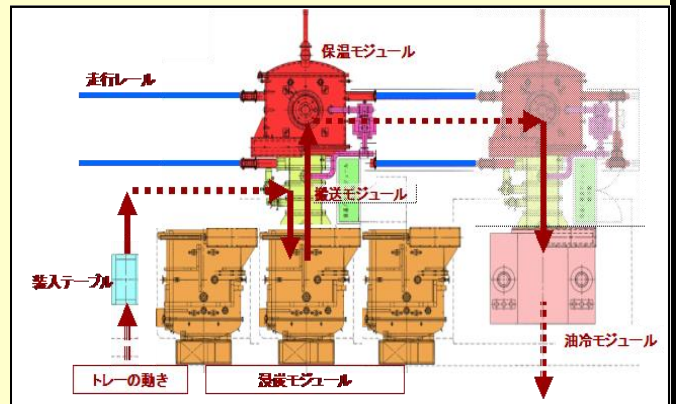 保温モジュール
走行レール
搬送モジュール
装入テーブル
油冷モジュール
トレーの動き
浸炭モジュール